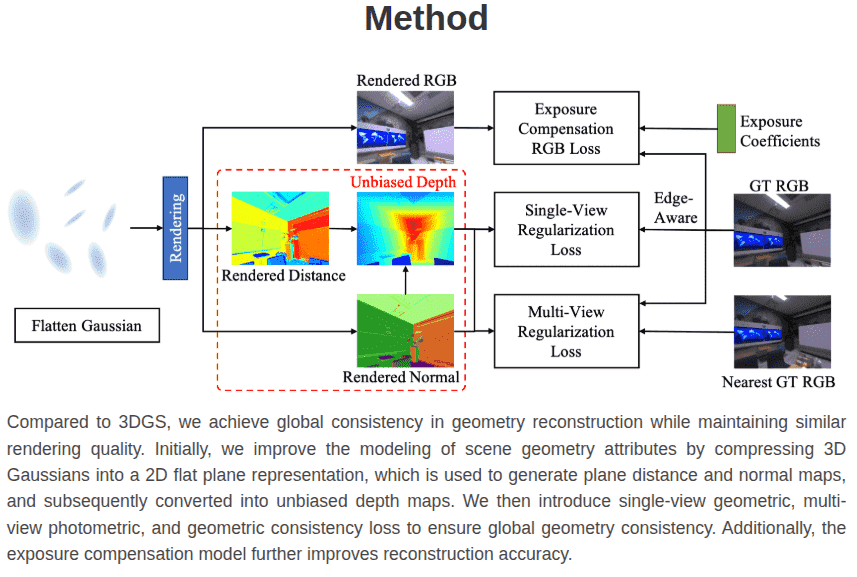 Method
Rendered RGB
Exposure
Compensation
RGB Loss
Exposure
Coefficients
Unbiased Depth
Rendering
Rendered Distance
Single-View
Regularization
Loss
Edge-
Aware
GT RGB
Flatten Gaussian
Rendered Normal
Multi-View
Regularization
Loss
Nearest GT RGB
Compared to 3DGS, we achieve global consistency in geometry reconstruction while maintaining similar
rendering quality. Initially, we improve the modeling of scene geometry attributes by compressing 3D
Gaussians into a 2D flat plane representation, which is used to generate plane distance and normal maps,
and subsequently converted into unbiased depth maps. We then introduce single-view geometric, multi-
view photometric, and geometric consistency loss to ensure global geometry consistency. Additionally, the
exposure compensation model further improves reconstruction accuracy.